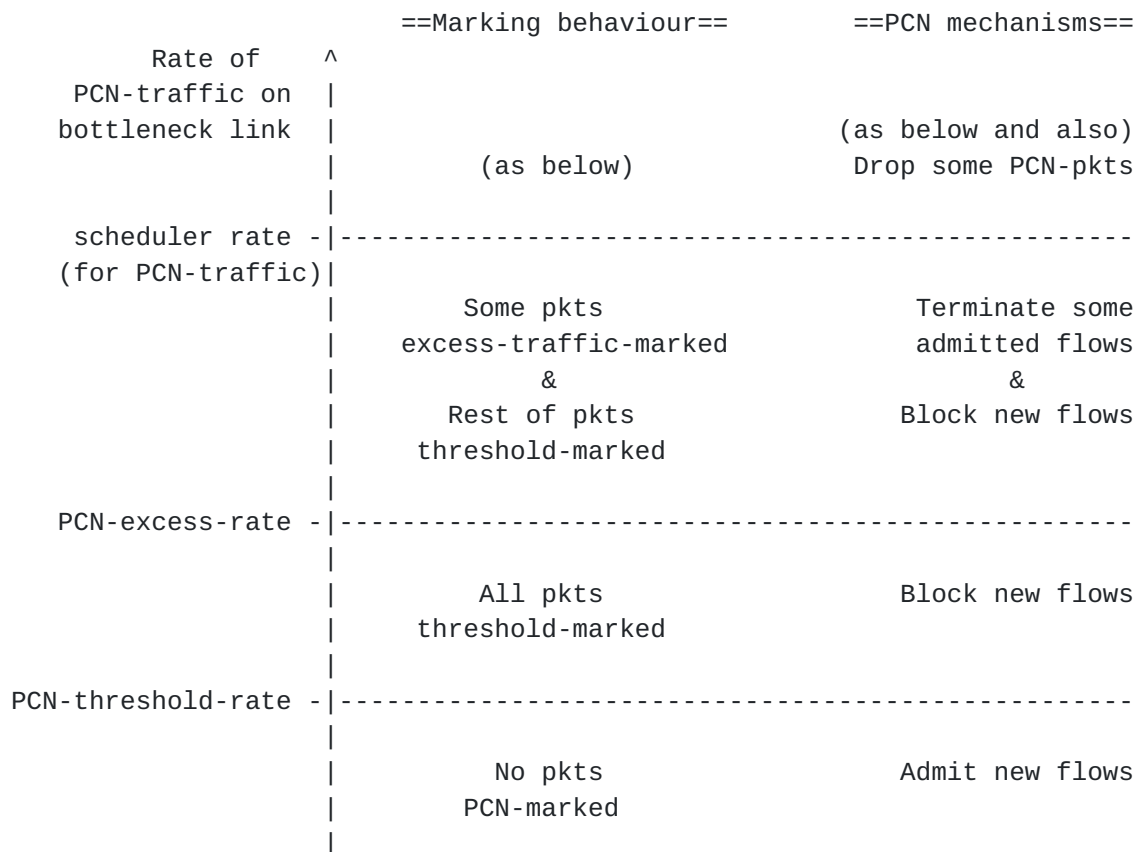 ==Marking behaviour==        ==PCN mechanisms==
         Rate of    ^
    PCN-traffic on  |
   bottleneck link  |                                (as below and also)
                    |         (as below)              Drop some PCN-pkts
                    |
    scheduler rate -|---------------------------------------------------
   (for PCN-traffic)|
                    |        Some pkts                    Terminate some
                    |    excess-traffic-marked            admitted flows
                    |             &                             &
                    |       Rest of pkts                 Block new flows
                    |     threshold-marked
                    |
   PCN-excess-rate -|---------------------------------------------------
                    |
                    |         All pkts                   Block new flows
                    |     threshold-marked
                    |
PCN-threshold-rate -|---------------------------------------------------
                    |
                    |          No pkts                   Admit new flows
                    |        PCN-marked
                    |